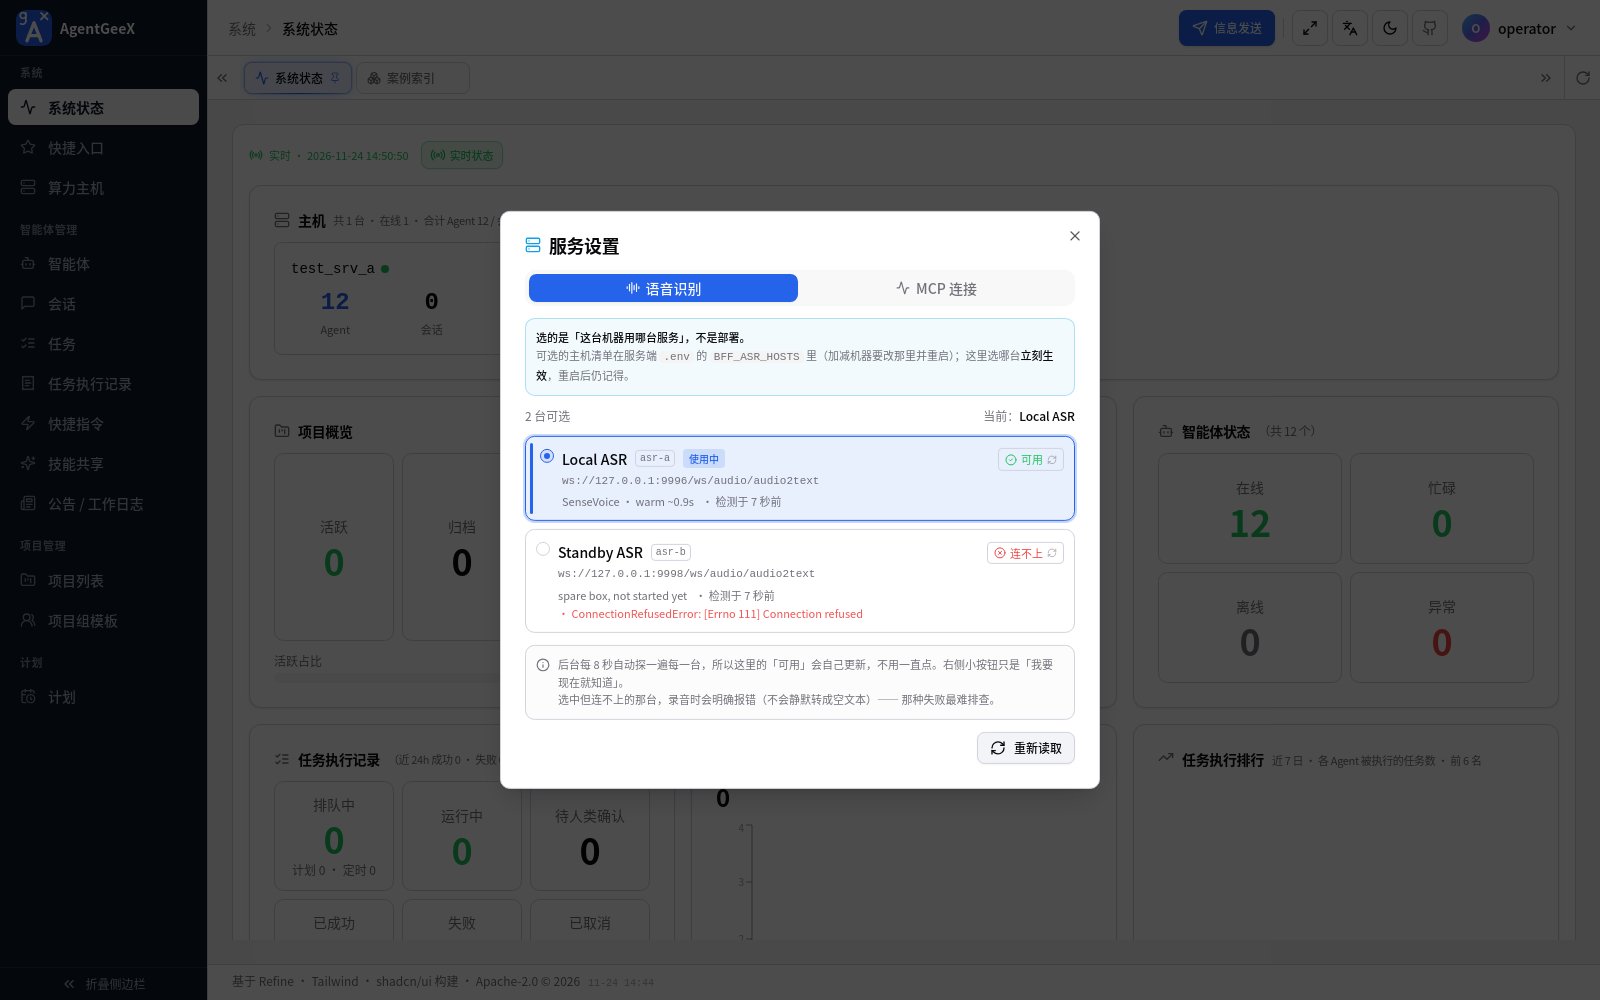 AgentGeeX
系统
系统状态
快捷入口
算力主机
智能体管理
智能体
会话
任务
任务执行记录
快捷指令
技能共享
公告 / 工作日志
项目管理
项目列表
项目组模板
计划
计划
折叠侧边栏
系统 > 系统状态
信息发送
operator
系统状态
案例索引
实时 · 2026-11-24 14:50:50
实时状态
主机 共 1 台 · 在线 1 · 合计 Agent 12 /
test_srv_a
12
0
Agent
会话
项目概览
活跃
0
归档
0
活跃占比
智能体状态 (共 12 个)
在线
12
忙碌
0
离线
0
异常
0
任务执行记录 (近 24h 成功 0 · 失败
排队中
0
计划 0 · 定时 0
运行中
0
待人类确认
0
已成功
失败
已取消
0
4
3
2
任务执行排行 近 7 日 · 各 Agent 被执行的任务数 · 前 6 名
服务设置
语音识别
MCP 连接
选的是「这台机器用哪台服务」，不是部署。
可选的主机清单在服务端 .env 的 BFF_ASR_HOSTS 里（加减机器要改那里并重启）；这里选哪台立刻生
效，重启后仍记得。
2 台可选
当前：Local ASR
Local ASR asr-a 使用中
可用
ws://127.0.0.1:9996/ws/audio/audio2text
SenseVoice · warm ~0.9s · 检测于 7 秒前
Standby ASR asr-b
连不上
ws://127.0.0.1:9998/ws/audio/audio2text
spare box, not started yet · 检测于 7 秒前
· ConnectionRefusedError: [Errno 111] Connection refused
后台每 8 秒自动探一遍每一台，所以这里的「可用」会自己更新，不用一直点。右侧小按钮只是「我要
现在就知道」。
选中但连不上的那台，录音时会明确报错（不会静默转成空文本）—— 那种失败最难排查。
重新读取
基于 Refine · Tailwind · shadcn/ui 构建 · Apache-2.0 © 2026 11-24 14:44